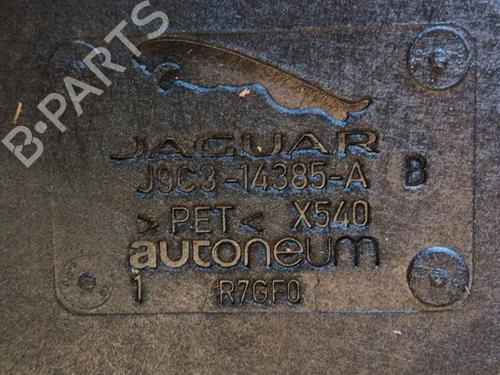 B-PARTS
JAGUAR
J9C3-14385-A B
>PET< X540
autoneum
1 R7GF0